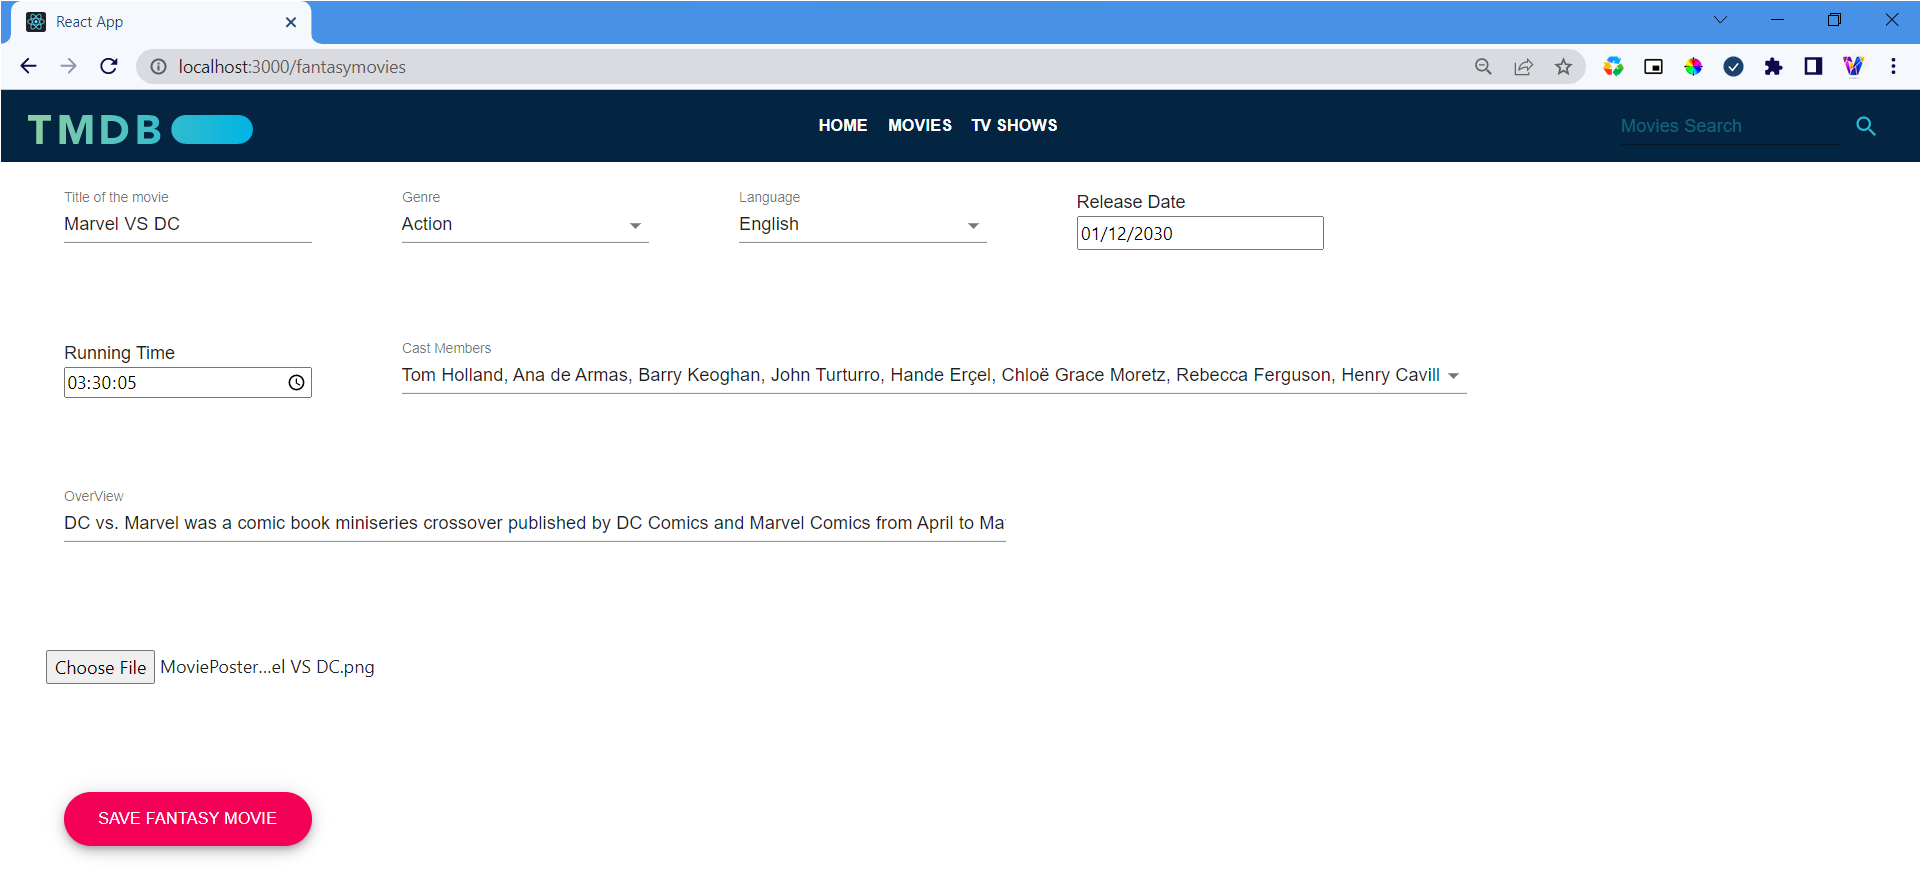 React App
localhost:3000/fantasymovies
TMDB HOME MOVIES TV SHOWS Movies Search
Title of the movie Genre Language Release Date
Marvel VS DC Action English 01/12/2030
Running Time Cast Members
03:30:05 Tom Holland, Ana de Armas, Barry Keoghan, John Turturro, Hande Erçel, Chloë Grace Moretz, Rebecca Ferguson, Henry Cavill
OverView
DC vs. Marvel was a comic book miniseries crossover published by DC Comics and Marvel Comics from April to Ma
Choose File MoviePoster...el VS DC.png
SAVE FANTASY MOVIE